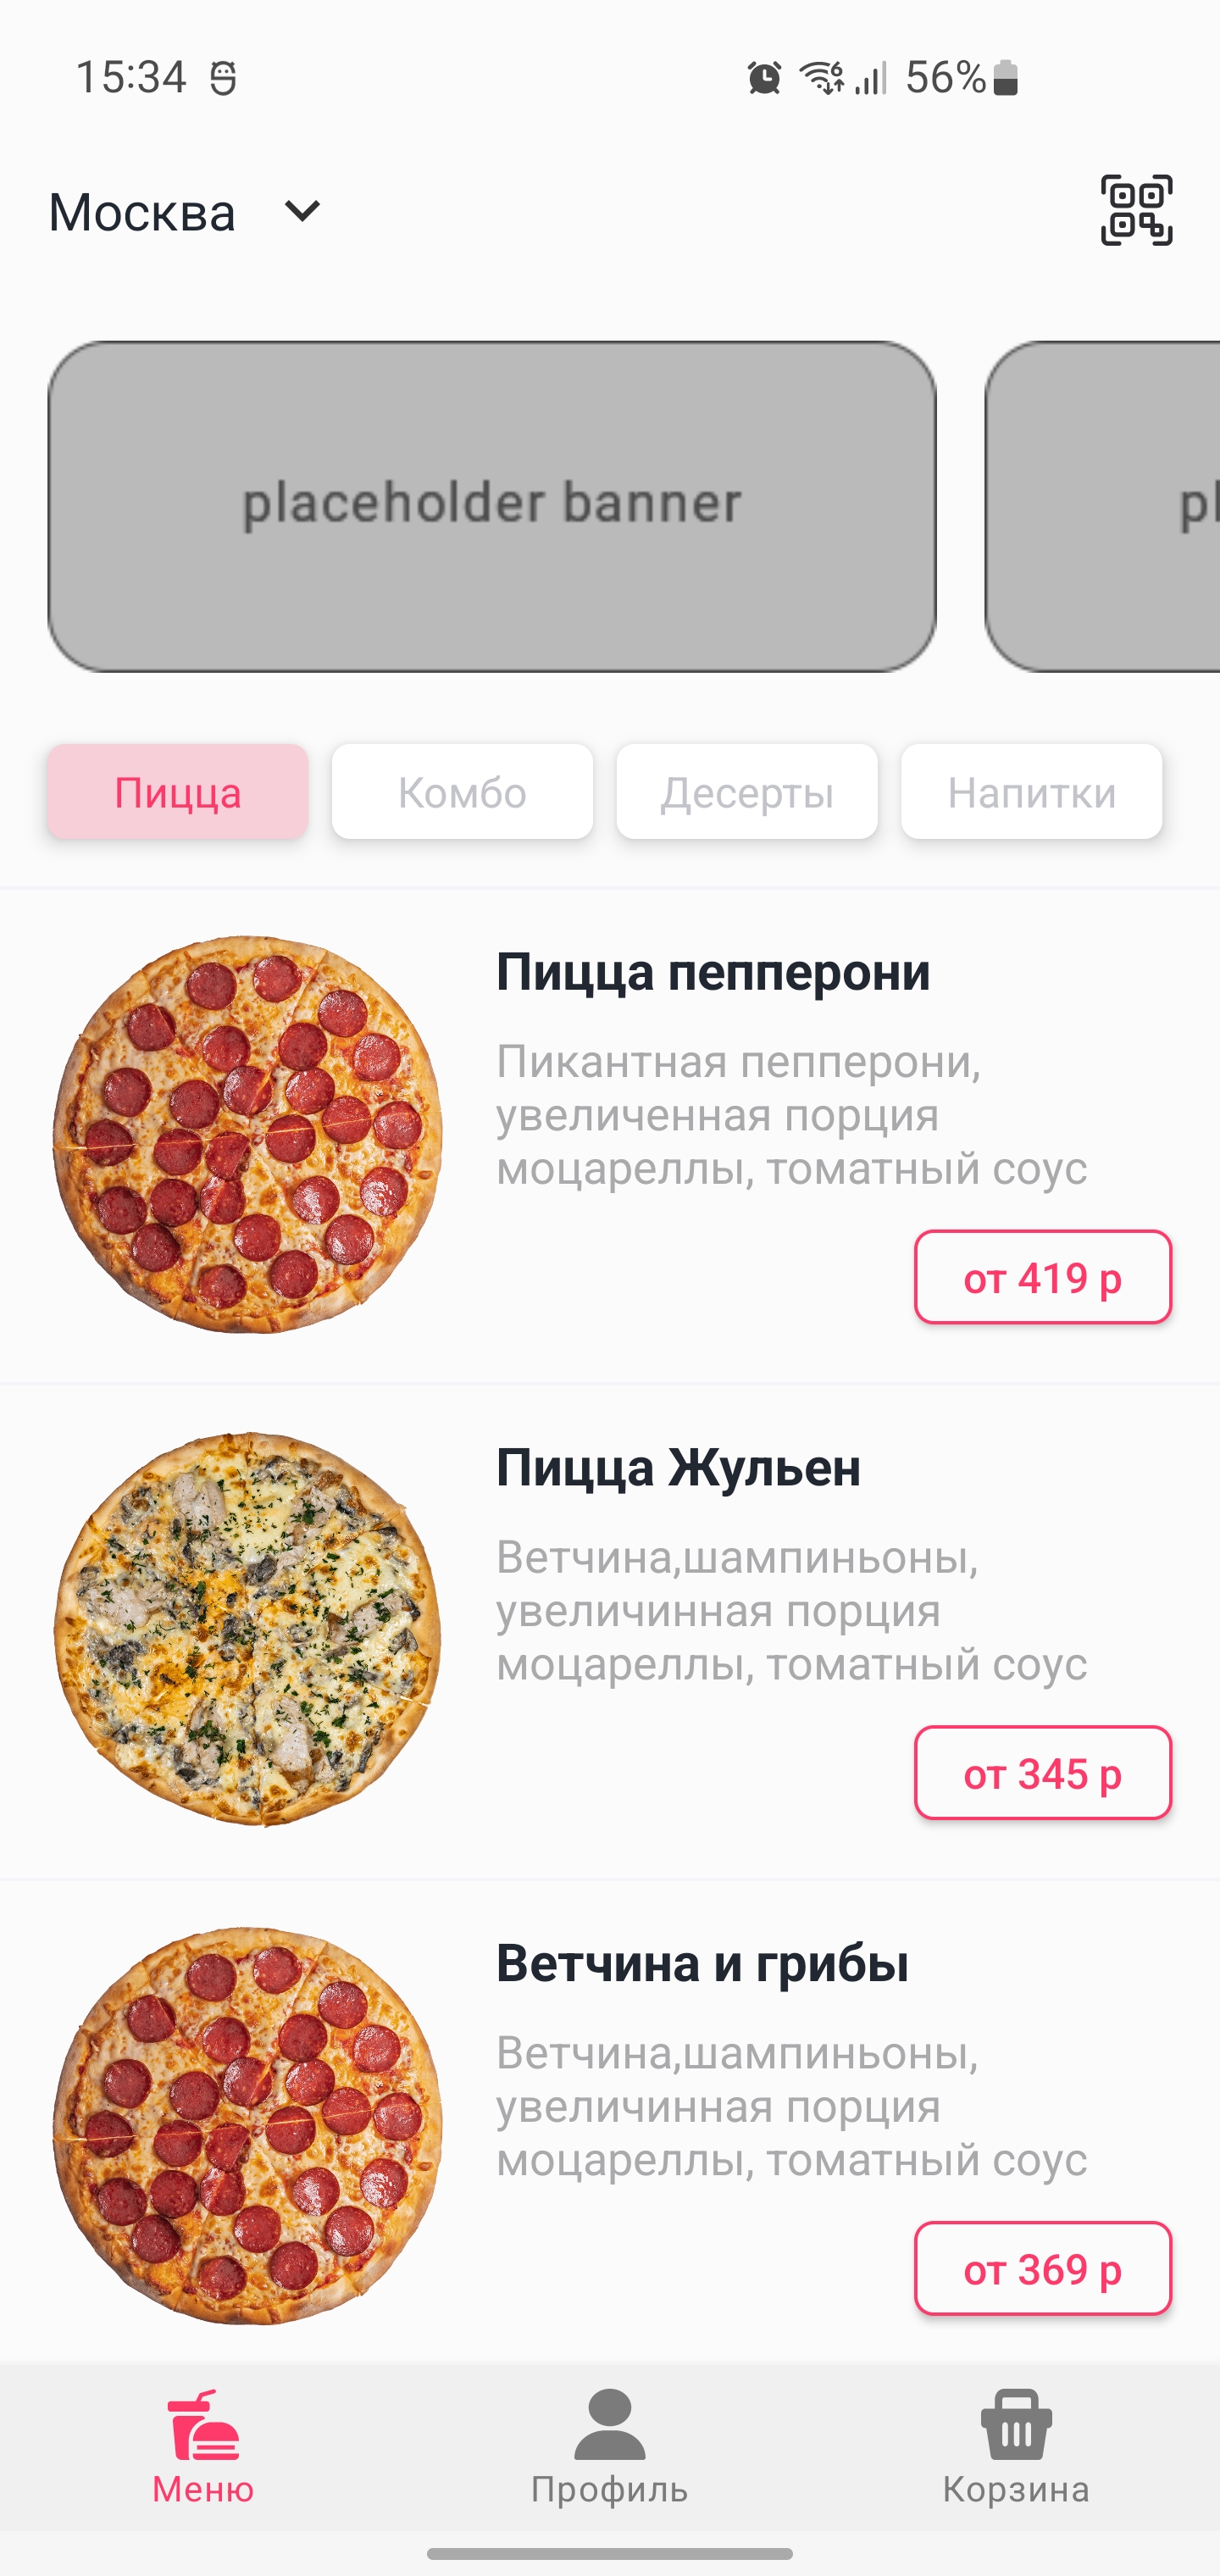 15:34 56%
Москва
placeholder banner pl
Пицца Комбо Десерты Напитки
Пицца пепперони
Пикантная пепперони,
увеличенная порция
моцареллы, томатный соус
от 419 р
Пицца Жульен
Ветчина,шампиньоны,
увеличинная порция
моцареллы, томатный соус
от 345 р
Ветчина и грибы
Ветчина,шампиньоны,
увеличинная порция
моцареллы, томатный соус
от 369 р
Меню Профиль Корзина